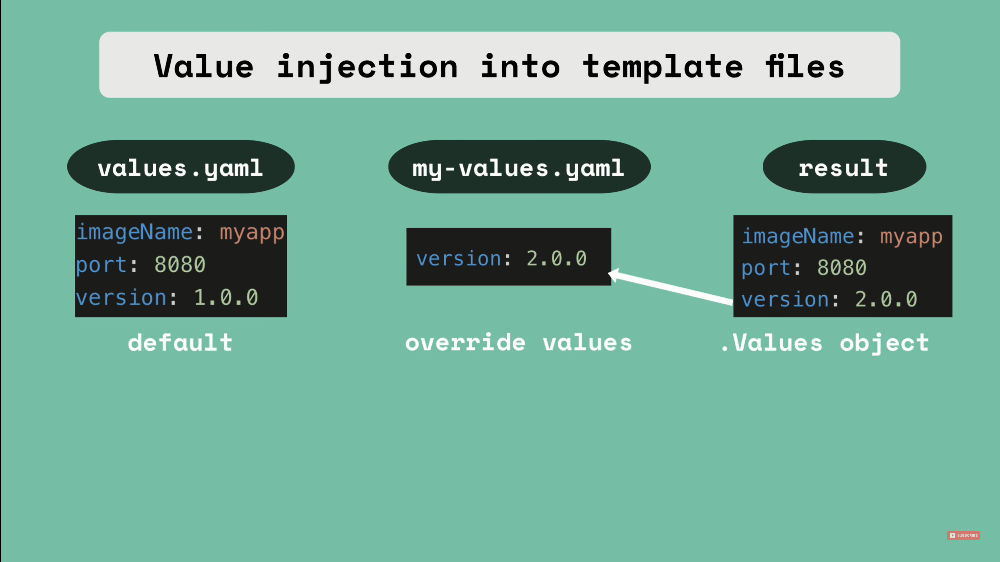 Value injection into template files
values.yaml
imageName: myapp
port: 8080
version: 1.0.0
default
my-values.yaml
version: 2.0.0
override values
result
imageName: myapp
port: 8080
version: 2.0.0
.Values object
SUBSCRIBE